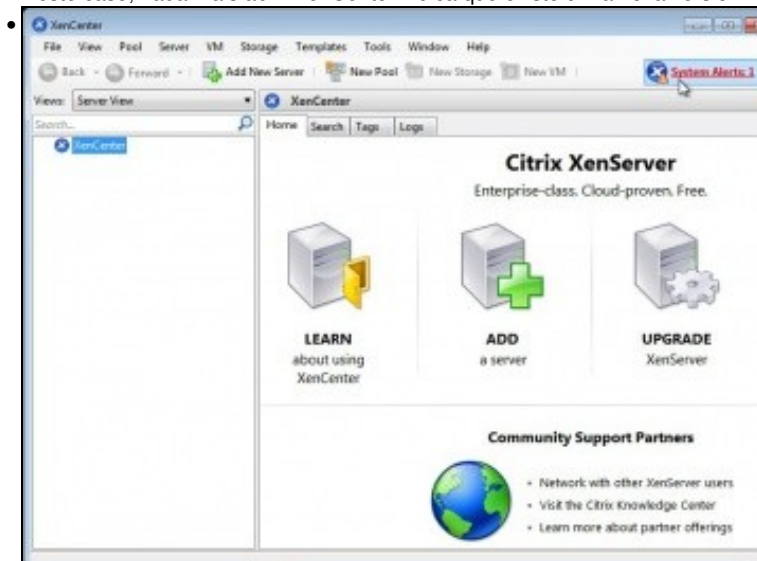 XenCenter
File View Pool Server VM Storage Templates Tools Window Help
Back Forward Add New Server New Pool New Storage New VM System Alerts: 1
Views: Server View XenCenter
Search... Home Search Tags Logs
XenCenter
Citrix XenServer
Enterprise-class. Cloud-proven. Free.
LEARN ADD UPGRADE
about using a server XenServer
XenCenter
Community Support Partners
• Network with other XenServer users
• Visit the Citrix Knowledge Center
• Learn more about partner offerings